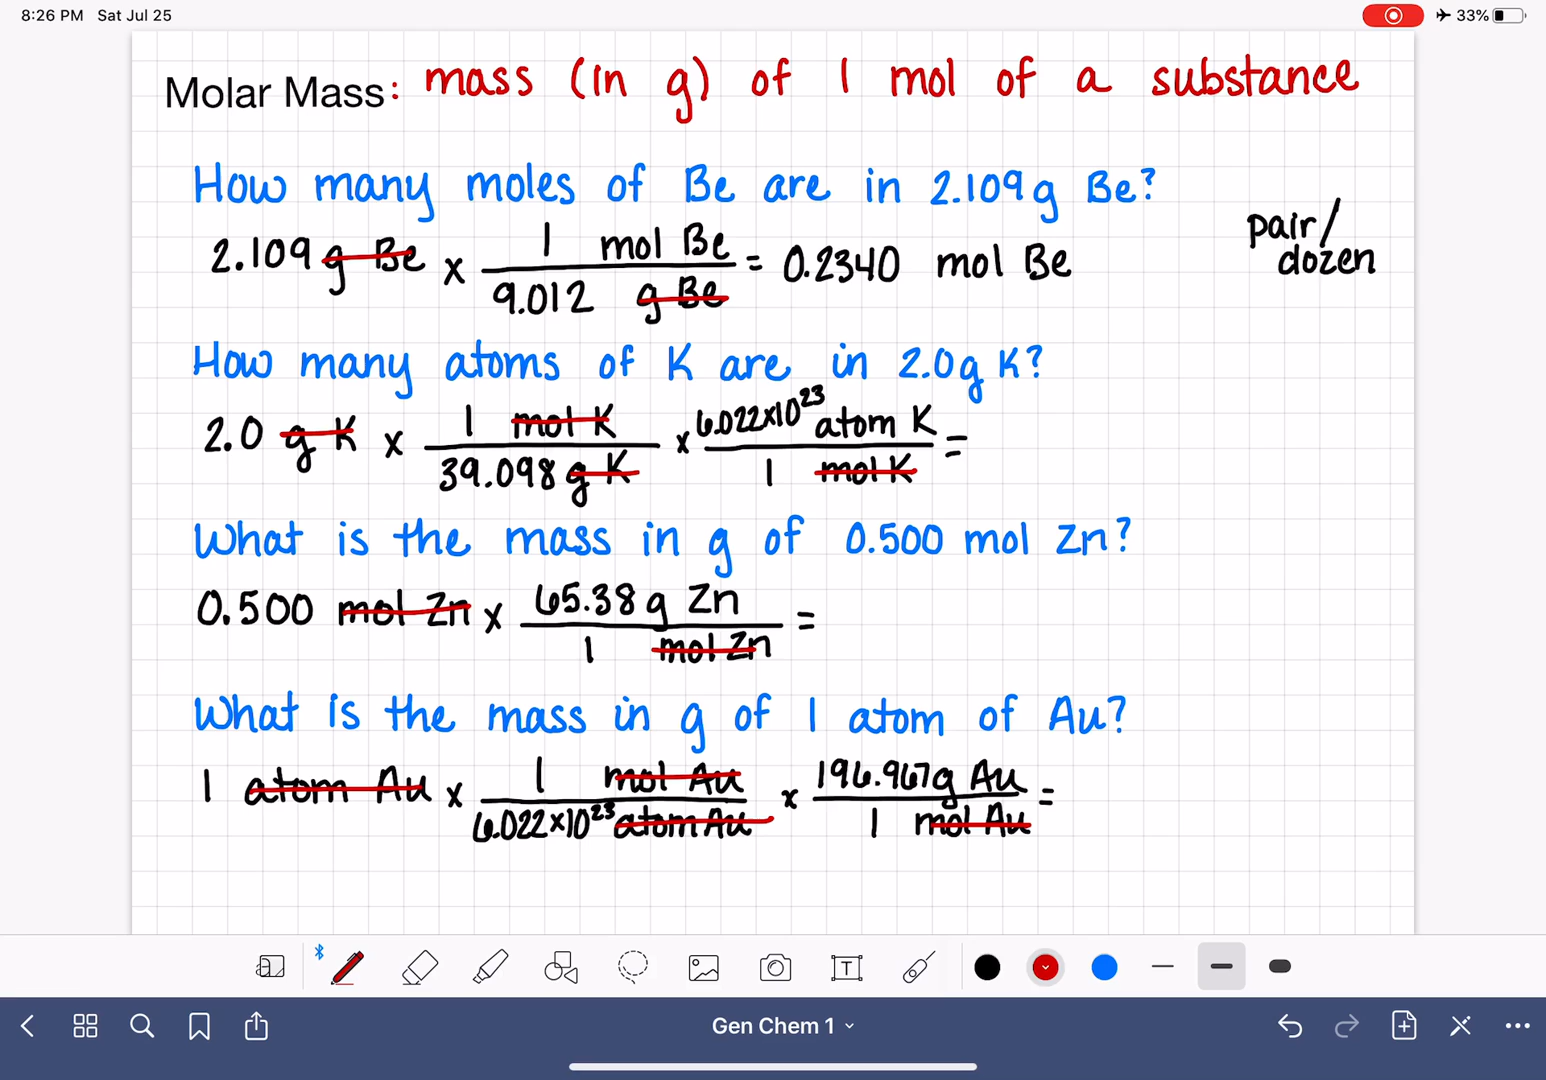 8:26 PM Sat Jul 25
33%
Molar Mass: mass (in g) of 1 mol of a substance
How many moles of Be are in 2.109 g Be?
pair/
dozen
2.109 g Be x 1 mol Be / 9.012 g Be = 0.2340 mol Be
How many atoms of K are in 2.0 g K?
2.0 g K x 1 mol K / 39.098 g K x 6.022x10²³ atom K / 1 mol K =
What is the mass in g of 0.500 mol Zn?
0.500 mol Zn x 65.38 g Zn / 1 mol Zn =
What is the mass in g of 1 atom of Au?
1 atom Au x 1 mol Au / 6.022x10²³ atom Au x 196.967 g Au / 1 mol Au =
T
Gen Chem 1